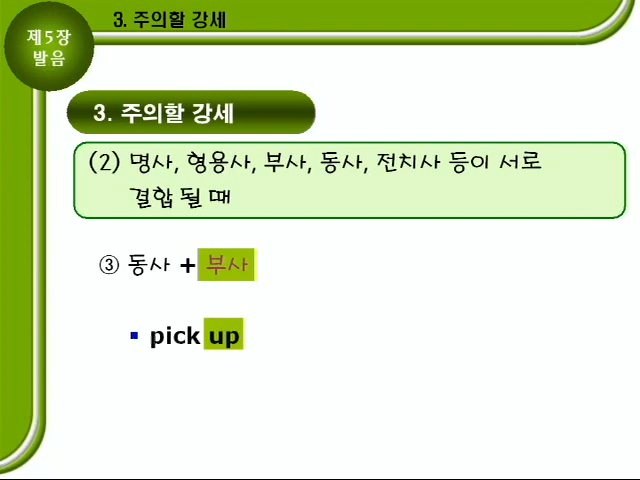 제5장
발음
3. 주의할 강세
3. 주의할 강세
(2) 명사, 형용사, 부사, 동사, 전치사 등이 서로
결합 될 때
③ 동사 + 부사
▪ pick up